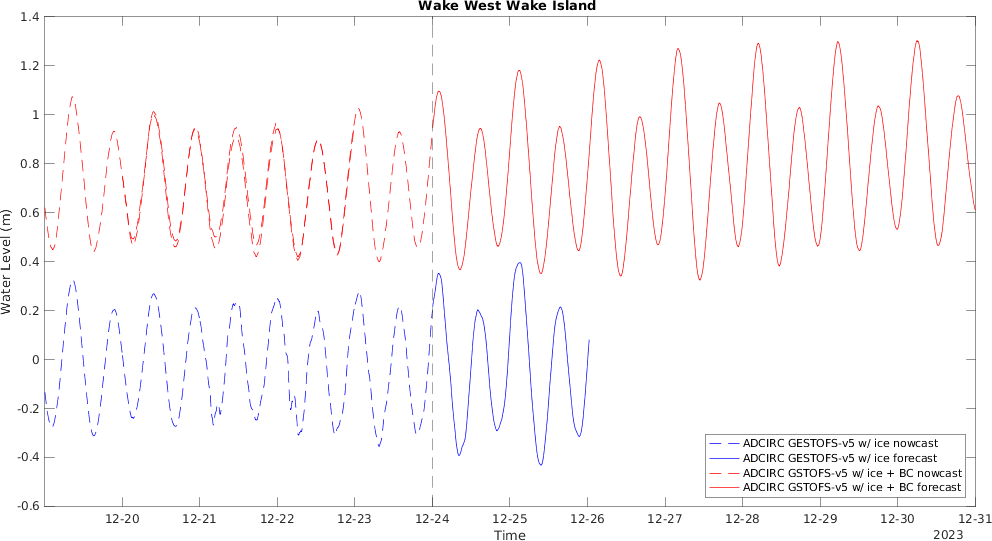 Wake West Wake Island
1.4
1.2
1
0.8
0.6
0.4
0.2
0
-0.2
-0.4
-0.6
Water Level (m)
ADCIRC GESTOFS-v5 w/ ice nowcast
ADCIRC GESTOFS-v5 w/ ice forecast
ADCIRC GSTOFS-v5 w/ ice + BC nowcast
ADCIRC GSTOFS-v5 w/ ice + BC forecast
12-20 12-21 12-22 12-23 12-24 12-25 12-26 12-27 12-28 12-29 12-30 12-31
Time 2023